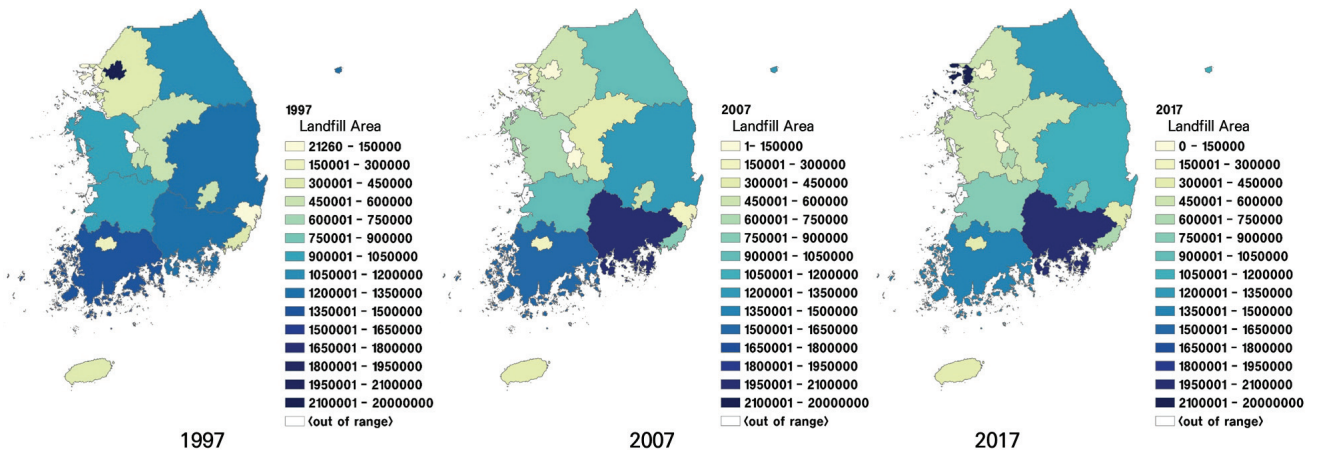 1997
Landfill Area
21260 - 150000
150001 - 300000
300001 - 450000
450001 - 600000
600001 - 750000
750001 - 900000
900001 - 1050000
1050001 - 1200000
1200001 - 1350000
1350001 - 1500000
1500001 - 1650000
1650001 - 1800000
1800001 - 1950000
1950001 - 2100000
2100001 - 20000000
<out of range>
1997
2007
Landfill Area
1- 150000
150001 - 300000
300001 - 450000
450001 - 600000
600001 - 750000
750001 - 900000
900001 - 1050000
1050001 - 1200000
1200001 - 1350000
1350001 - 1500000
1500001 - 1650000
1650001 - 1800000
1800001 - 1950000
1950001 - 2100000
2100001 - 20000000
<out of range>
2007
2017
Landfill Area
0 - 150000
150001 - 300000
300001 - 450000
450001 - 600000
600001 - 750000
750001 - 900000
900001 - 1050000
1050001 - 1200000
1200001 - 1350000
1350001 - 1500000
1500001 - 1650000
1650001 - 1800000
1800001 - 1950000
1950001 - 2100000
2100001 - 20000000
<out of range>
2017